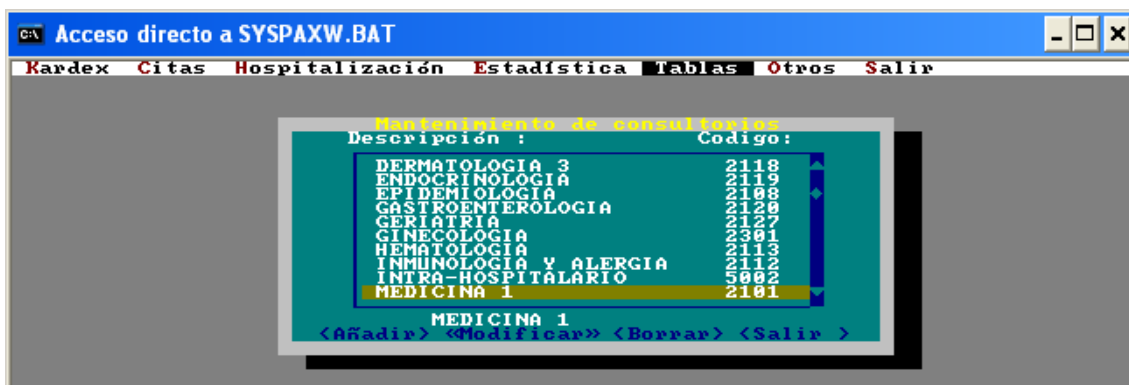 Acceso directo a SYSPAXW.BAT
Kardex Citas Hospitalización Estadística Tablas Otros Salir
Mantenimiento de consultorios
Descripción : Codigo:
DERMATOLOGIA 3 2118
ENDOCRINOLOGIA 2119
EPIDEMIOLOGIA 2108
GASTROENTEROLOGIA 2120
GERIATRIA 2127
GINECOLOGIA 2301
HEMATOLOGIA 2113
INMUNOLOGIA Y ALERGIA 2112
INTRA-HOSPITALARIO 5002
MEDICINA 1 2101
MEDICINA 1
<Añadir> «Modificar» <Borrar> <Salir >